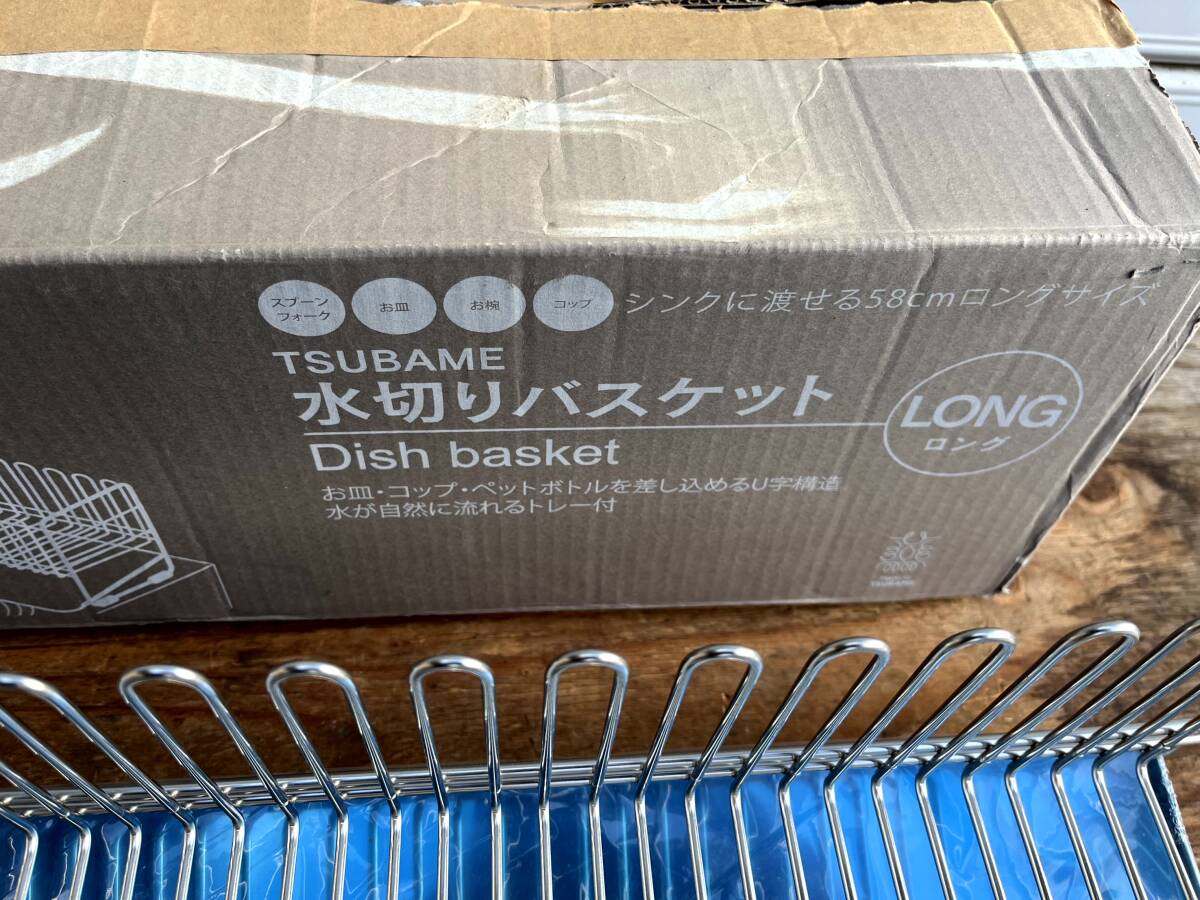 スプーン
フォーク
お皿
お椀
コップ
シンクに渡せる58cmロングサイズ
TSUBAME
水切りバスケット
LONG
ロング
Dish basket
お皿・コップ・ペットボトルを差し込めるU字構造
水が自然に流れるトレー付
TSUBAME